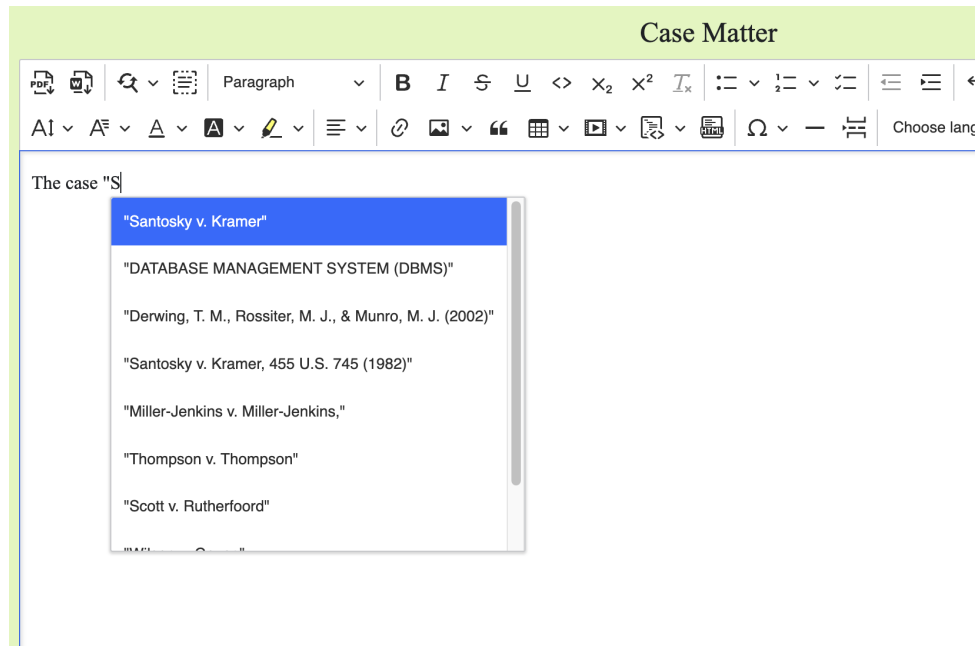 Case Matter
Paragraph
Choose lang
The case "S
"Santosky v. Kramer"
"DATABASE MANAGEMENT SYSTEM (DBMS)"
"Derwing, T. M., Rossiter, M. J., & Munro, M. J. (2002)"
"Santosky v. Kramer, 455 U.S. 745 (1982)"
"Miller-Jenkins v. Miller-Jenkins,"
"Thompson v. Thompson"
"Scott v. Rutherfoord"